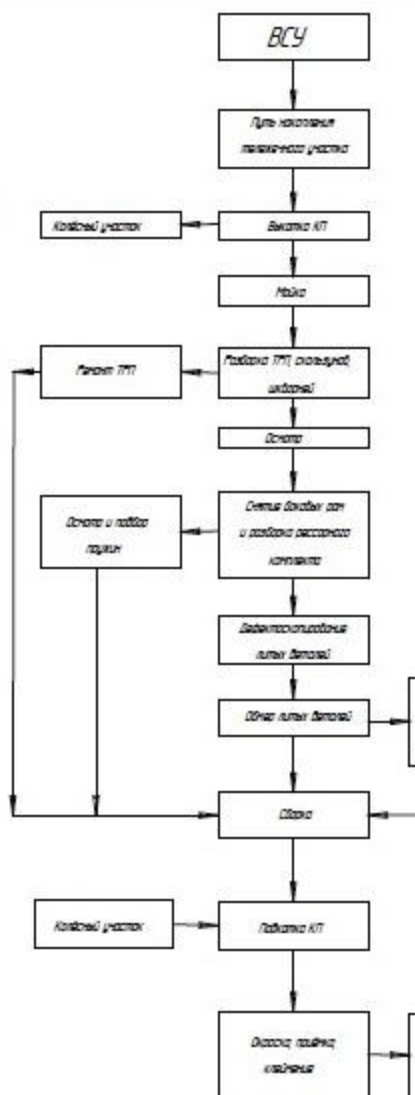 ВСУ
Путь накопления
тележечного участка
Колёсный участок
Выкатка КП
Мойка
Ремонт ТРП
Разборка ТРП, скользунов,
шкворней
Осмотр
Осмотр и подбор
пружин
Снятие боковых рам
и разборка рессорного
комплекта
Дефектоскопирование
литых деталей
Обмер литых деталей
Сборка
Колёсный участок
Подкатка КП
Окраска, приёмка,
клеймение